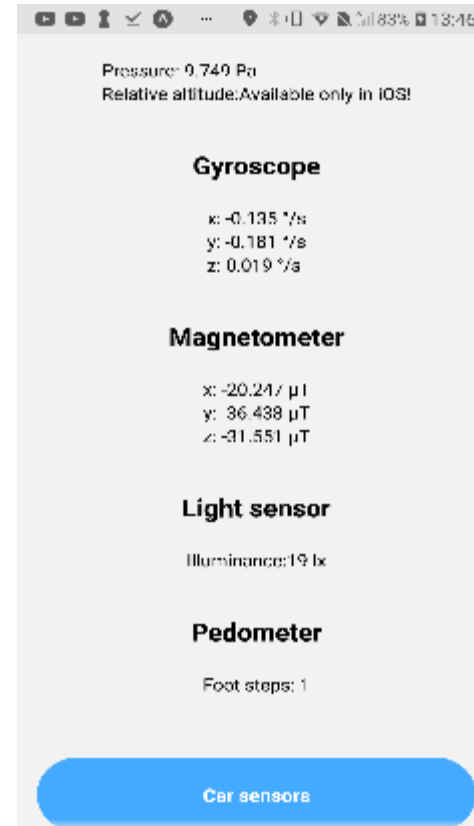 83% 13:46
Pressure: 9.749 Pa
Relative altitude:Available only in iOS!
Gyroscope
x: -0.135 °/s
y: -0.181 °/s
z: 0.019 °/s
Magnetometer
x: -20.247 µT
y: 36.438 µT
z: -31.551 µT
Light sensor
Illuminance:19 lx
Pedometer
Foot steps: 1
Car sensors